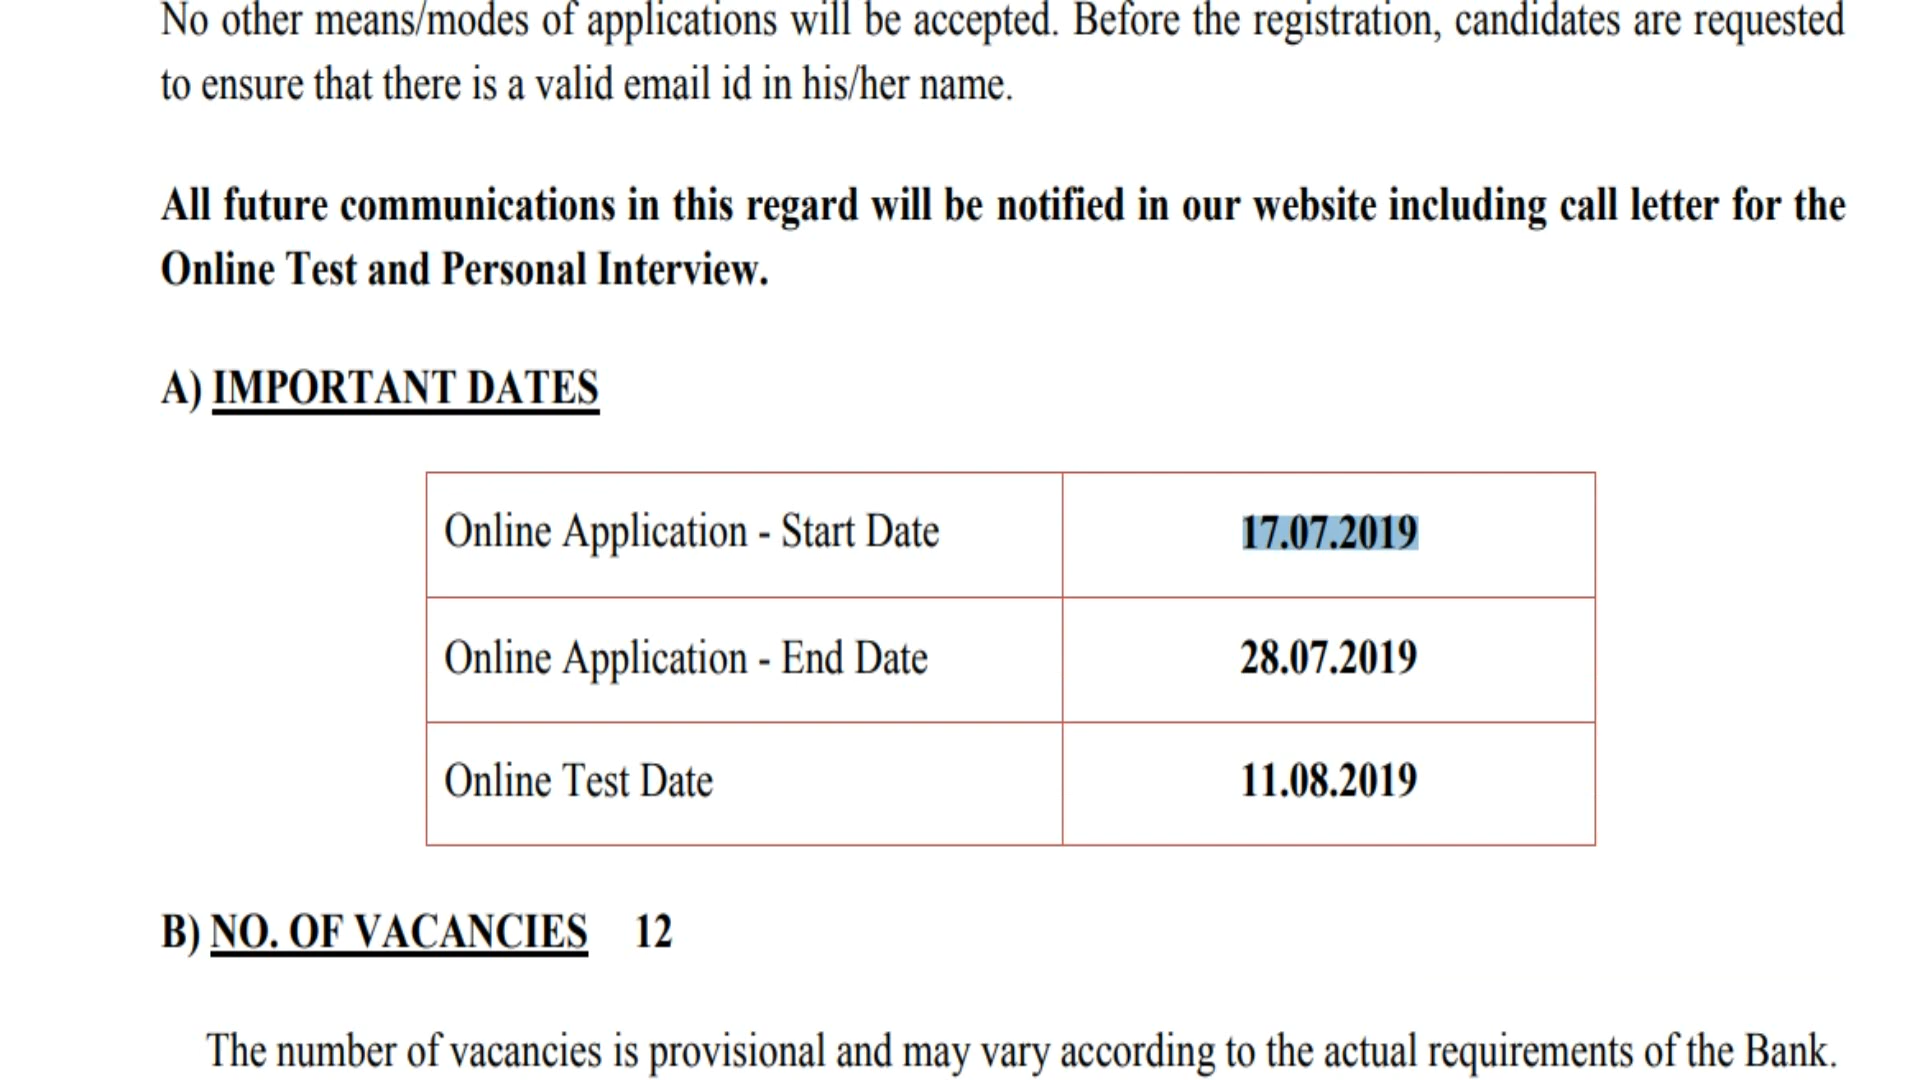 No other means/modes of applications will be accepted. Before the registration, candidates are requested
to ensure that there is a valid email id in his/her name.
All future communications in this regard will be notified in our website including call letter for the
Online Test and Personal Interview.
A) IMPORTANT DATES
Online Application - Start Date 17.07.2019
Online Application - End Date 28.07.2019
Online Test Date 11.08.2019
B) NO. OF VACANCIES 12
The number of vacancies is provisional and may vary according to the actual requirements of the Bank.